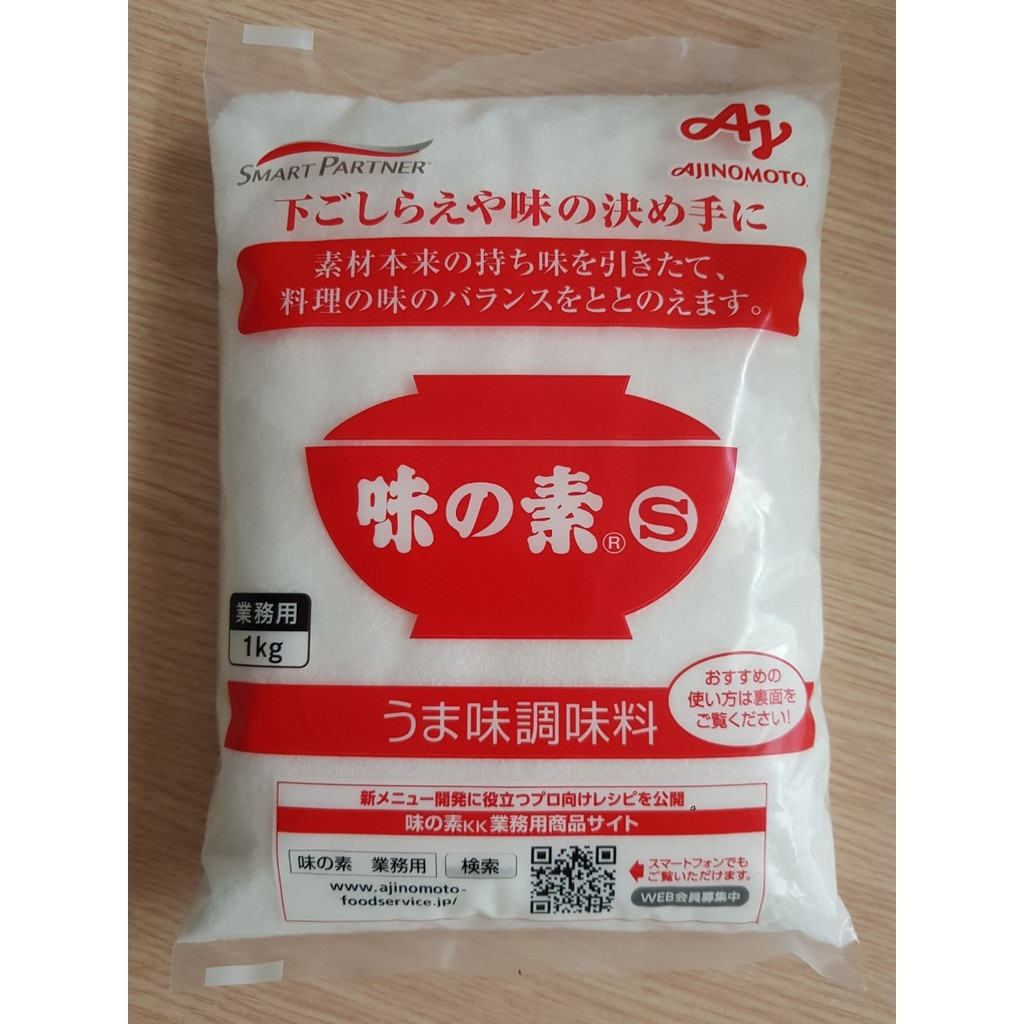 SMART PARTNER™
Aj
AJINOMOTO®
下ごしらえや味の決め手に
素材本来の持ち味を引きたて、
料理の味のバランスをととのえます。
味の素®Ⓢ
業務用
1kg
おすすめの
使い方は裏面を
ご覧ください!
うま味調味料
新メニュー開発に役立つプロ向けレシピを公開
味の素KK業務用商品サイト
味の素 業務用 検索
www.ajinomoto-
foodservice.jp/
スマートフォンでも
ご覧いただけます。
WEB会員募集中